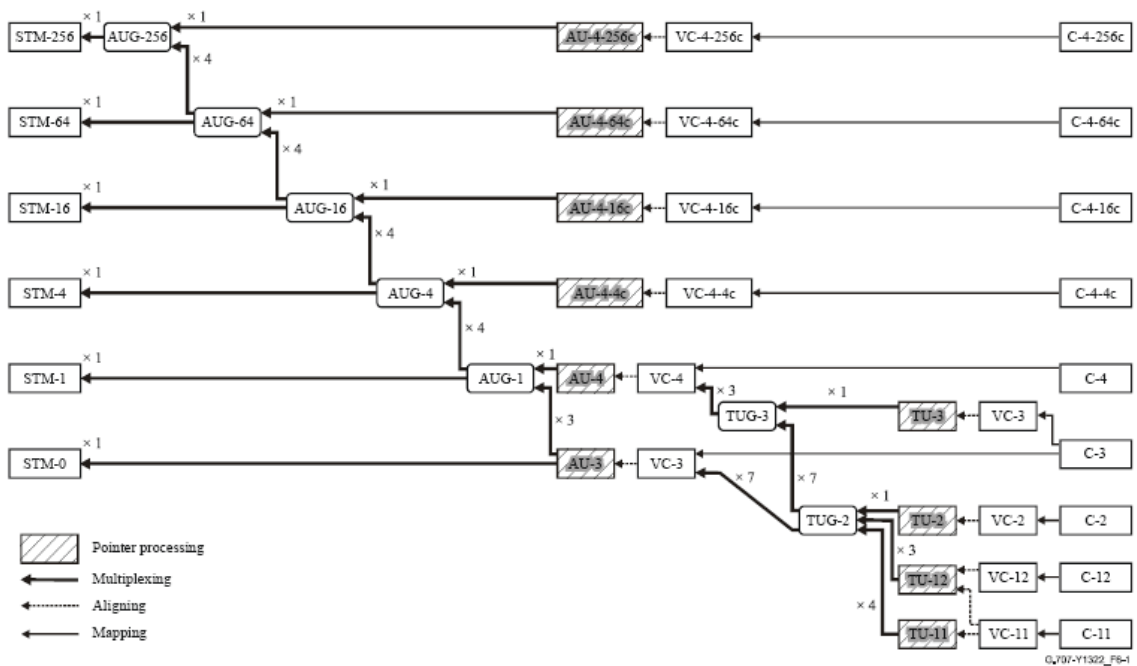 × 1 × 1
STM-256 AUG-256 AU-4-256c VC-4-256c C-4-256c
× 4
× 1 × 1
STM-64 AUG-64 AU-4-64c VC-4-64c C-4-64c
× 4
× 1 × 1
STM-16 AUG-16 AU-4-16c VC-4-16c C-4-16c
× 4
× 1 × 1
STM-4 AUG-4 AU-4-4c VC-4-4c C-4-4c
× 4
× 1 × 1
STM-1 AUG-1 AU-4 VC-4 C-4
× 3 × 1
TUG-3 TU-3 VC-3
× 3
× 1
STM-0 AU-3 VC-3 C-3
× 7 × 7
× 1
TUG-2 TU-2 VC-2 C-2
Pointer processing
× 3
Multiplexing TU-12 VC-12 C-12
Aligning × 4
Mapping TU-11 VC-11 C-11
G.707-Y1322_F6-1